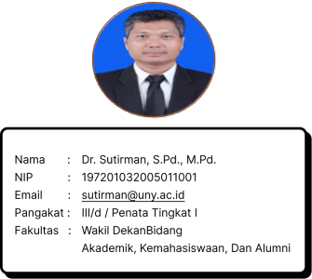 Nama : Dr. Sutirman, S.Pd., M.Pd.
NIP : 197201032005011001
Email : sutirman@uny.ac.id
Pangakat : III/d / Penata Tingkat I
Fakultas : Wakil DekanBidang
Akademik, Kemahasiswaan, Dan Alumni